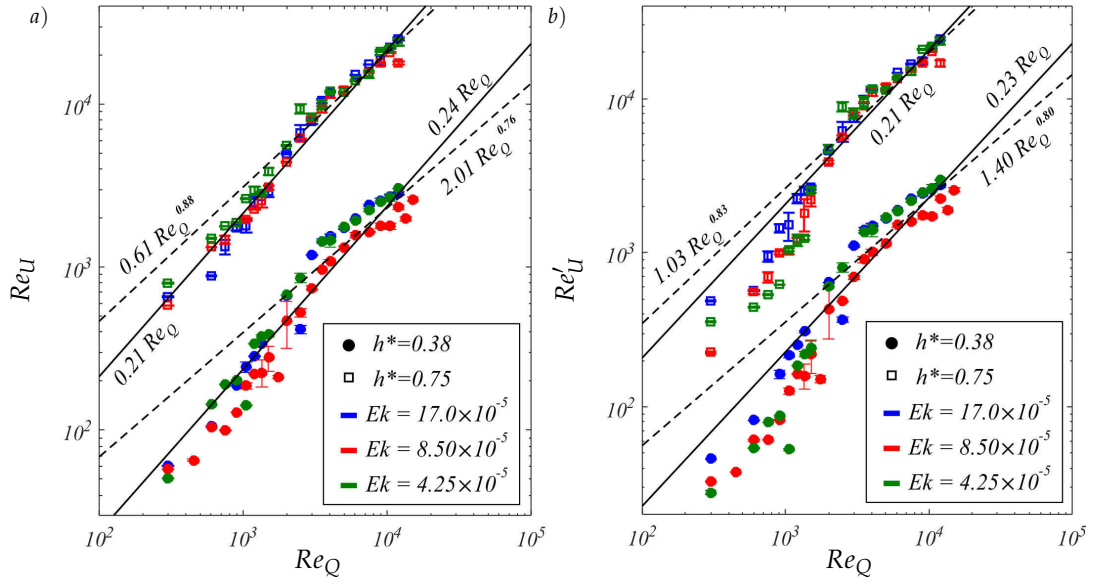 a)
10^4
10^3
10^2
Re_U
0.61 Re_Q^0.88
0.21 Re_Q
0.24 Re_Q
2.01 Re_Q^0.76
h*=0.38
h*=0.75
Ek = 17.0×10^-5
Ek = 8.50×10^-5
Ek = 4.25×10^-5
10^2 10^3 10^4 10^5
Re_Q
b)
10^4
10^3
10^2
Re'_U
1.03 Re_Q^0.83
0.21 Re_Q
0.23 Re_Q
1.40 Re_Q^0.80
h*=0.38
h*=0.75
Ek = 17.0×10^-5
Ek = 8.50×10^-5
Ek = 4.25×10^-5
10^2 10^3 10^4 10^5
Re_Q